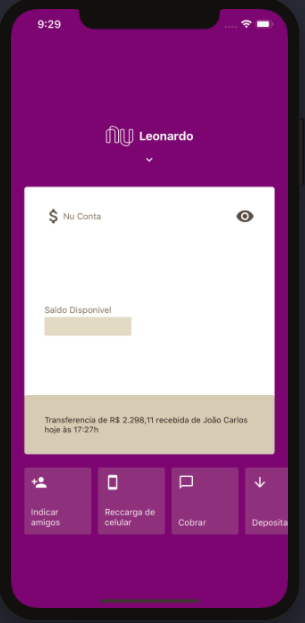 9:29
nu Leonardo
$ Nu Conta
Saldo Disponível
Transferencia de R$ 2.298,11 recebida de João Carlos
hoje às 17:27h
Indicar
amigos
Reccarga de
celular
Cobrar
Deposita